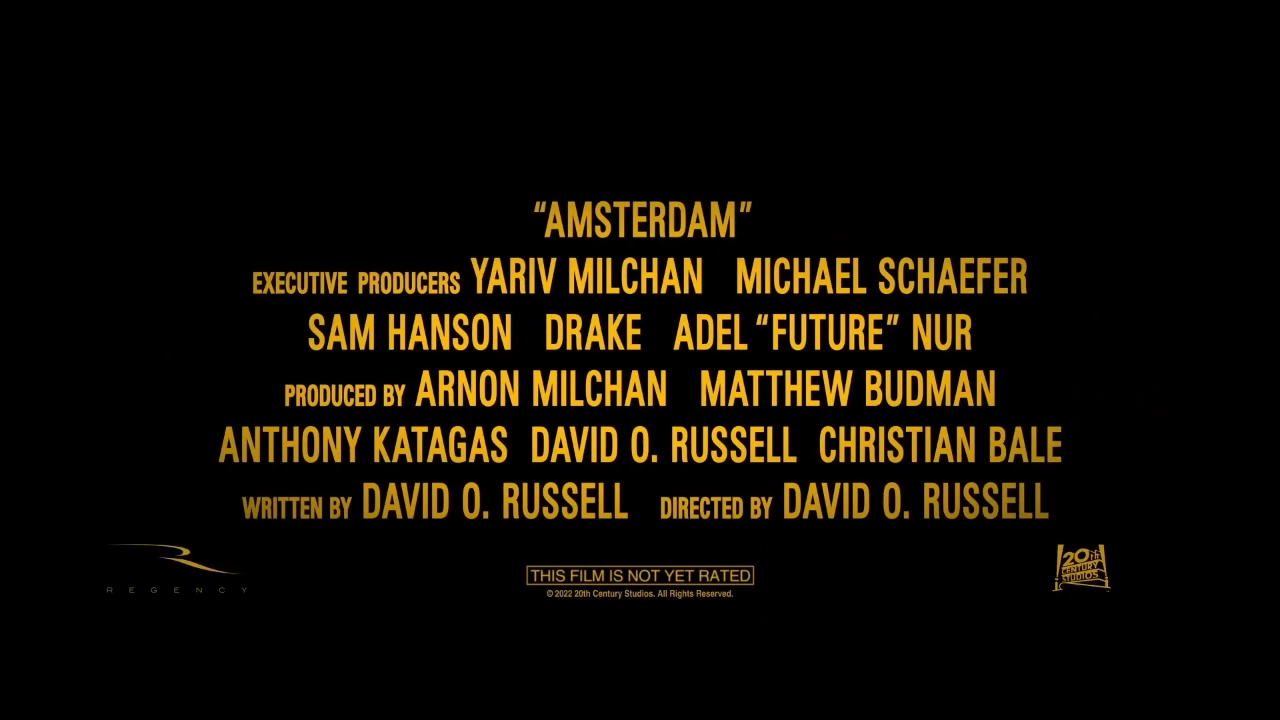 “AMSTERDAM”
EXECUTIVE PRODUCERS YARIV MILCHAN MICHAEL SCHAEFER
SAM HANSON DRAKE ADEL “FUTURE” NUR
PRODUCED BY ARNON MILCHAN MATTHEW BUDMAN
ANTHONY KATAGAS DAVID O. RUSSELL CHRISTIAN BALE
WRITTEN BY DAVID O. RUSSELL DIRECTED BY DAVID O. RUSSELL
REGENCY
THIS FILM IS NOT YET RATED
© 2022 20th Century Studios. All Rights Reserved.
20th
CENTURY
STUDIOS